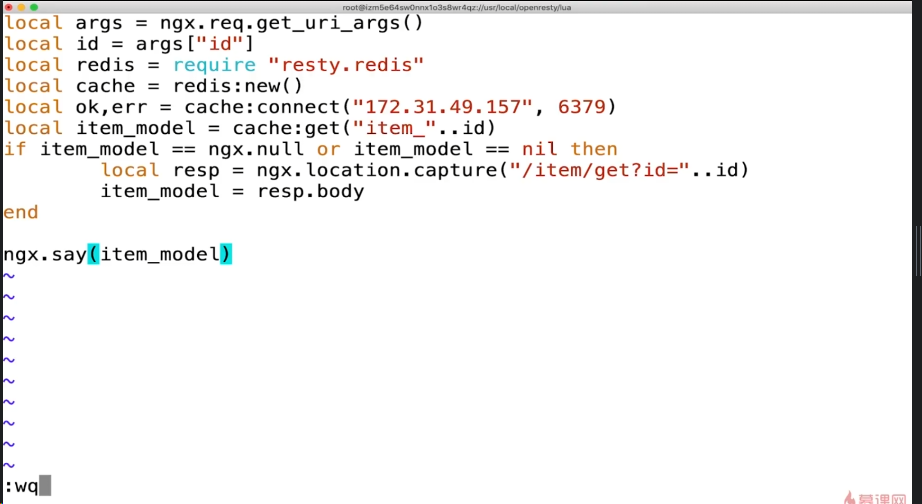 root@izm5e64sw0nnx1o3s8wr4qz://usr/local/openresty/lua
local args = ngx.req.get_uri_args()
local id = args["id"]
local redis = require "resty.redis"
local cache = redis:new()
local ok,err = cache:connect("172.31.49.157", 6379)
local item_model = cache:get("item_"..id)
if item_model == ngx.null or item_model == nil then
        local resp = ngx.location.capture("/item/get?id="..id)
        item_model = resp.body
end
ngx.say(item_model)
~
~
~
~
~
~
~
~
~
~
:wq
慕课网